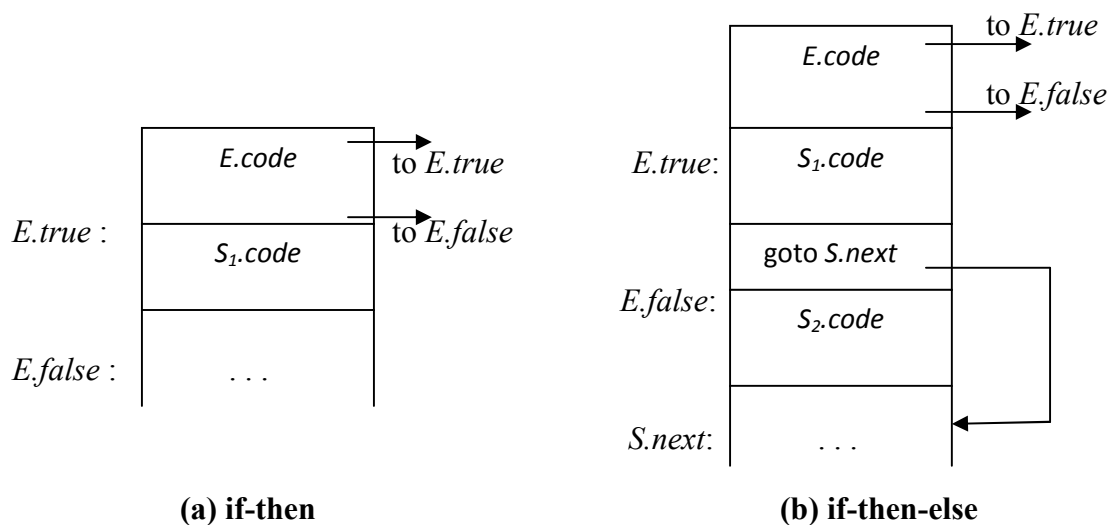 E.code
to E.true
to E.false
E.true :
S1.code
E.false :
. . .
(a) if-then
to E.true
E.code
to E.false
E.true:
S1.code
goto S.next
E.false:
S2.code
S.next:
. . .
(b) if-then-else